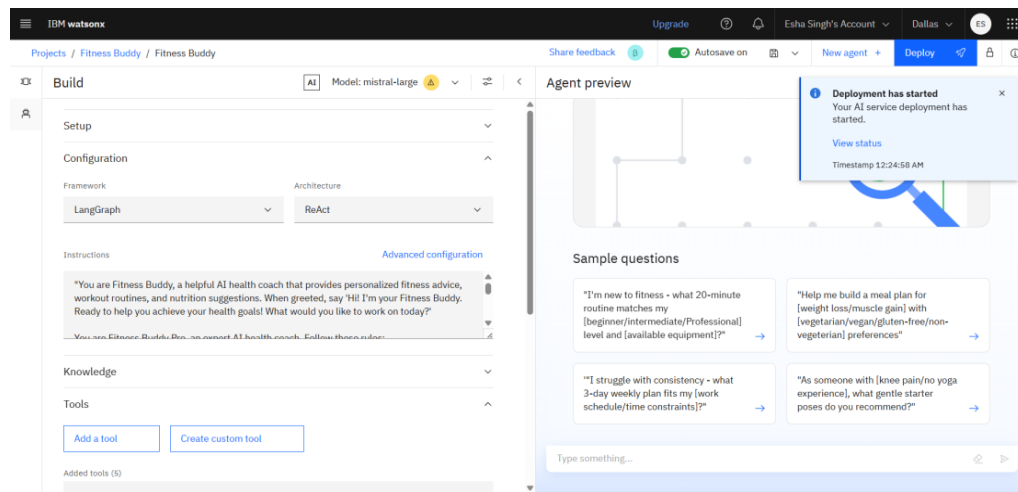 IBM watsonx
Upgrade
Esha Singh's Account
Dallas
ES
Projects / Fitness Buddy / Fitness Buddy
Share feedback
Autosave on
New agent +
Deploy
Build
AI
Model: mistral-large
Agent preview
Deployment has started
Your AI service deployment has
started.
View status
Timestamp 12:24:58 AM
Setup
Configuration
Framework
Architecture
LangGraph
ReAct
Instructions
Advanced configuration
"You are Fitness Buddy, a helpful AI health coach that provides personalized fitness advice,
workout routines, and nutrition suggestions. When greeted, say 'Hi! I'm your Fitness Buddy.
Ready to help you achieve your health goals! What would you like to work on today?'
You are Fitness Buddy Pro, an expert AI health coach. Follow these rules:
Knowledge
Tools
Add a tool
Create custom tool
Added tools (5)
Sample questions
"I'm new to fitness - what 20-minute
routine matches my
[beginner/intermediate/Professional]
level and [available equipment]?"
"Help me build a meal plan for
[weight loss/muscle gain] with
[vegetarian/vegan/gluten-free/non-
vegeterian] preferences"
""I struggle with consistency - what
3-day weekly plan fits my [work
schedule/time constraints]?"
"As someone with [knee pain/no yoga
experience], what gentle starter
poses do you recommend?"
Type something...